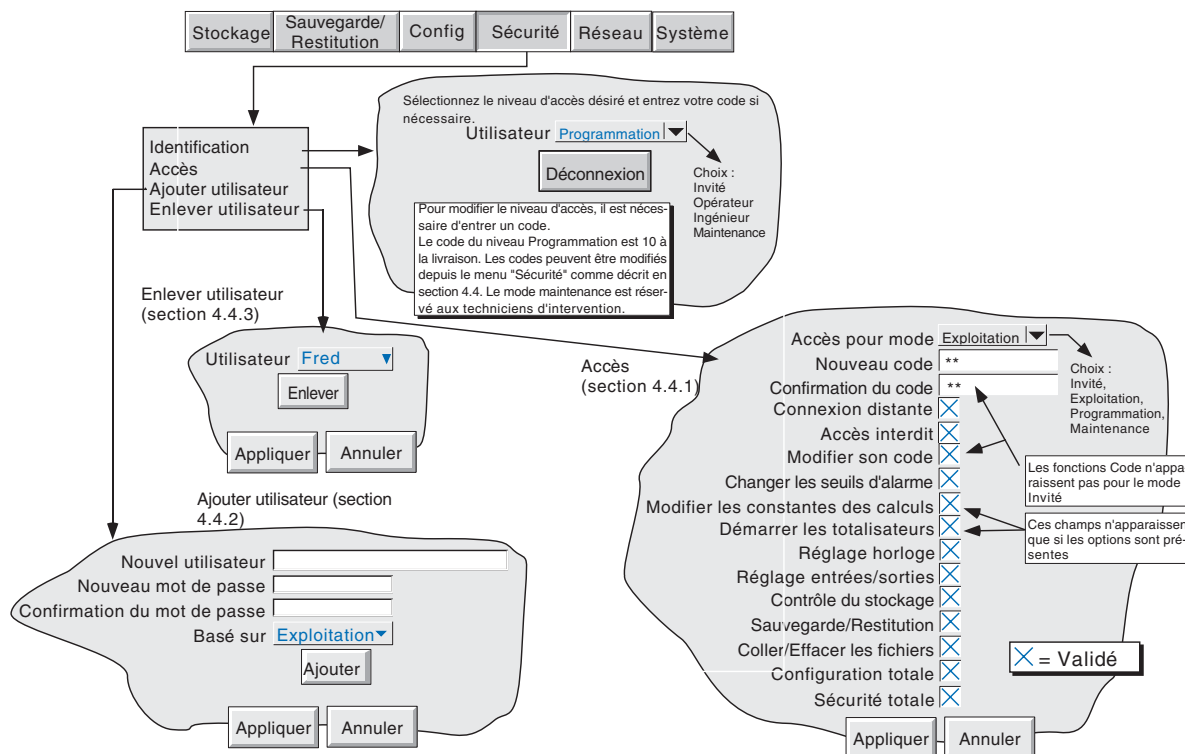 Stockage
Sauvegarde/
Restitution
Config
Sécurité
Réseau
Système
Identification
Accès
Ajouter utilisateur
Enlever utilisateur
Sélectionnez le niveau d'accès désiré et entrez votre code si
nécessaire.
Utilisateur Programmation
Déconnexion
Choix :
Invité
Opérateur
Ingénieur
Maintenance
Pour modifier le niveau d'accès, il est néces-
saire d'entrer un code.
Le code du niveau Programmation est 10 à
la livraison. Les codes peuvent être modifiés
depuis le menu "Sécurité" comme décrit en
section 4.4. Le mode maintenance est réser-
vé aux techniciens d'intervention.
Enlever utilisateur
(section 4.4.3)
Utilisateur Fred
Enlever
Appliquer
Annuler
Ajouter utilisateur (section
4.4.2)
Nouvel utilisateur
Nouveau mot de passe
Confirmation du mot de passe
Basé sur Exploitation
Ajouter
Appliquer
Annuler
Accès
(section 4.4.1)
Accès pour mode Exploitation
Nouveau code **
Confirmation du code **
Connexion distante
Accès interdit
Modifier son code
Changer les seuils d'alarme
Modifier les constantes des calculs
Démarrer les totalisateurs
Réglage horloge
Réglage entrées/sorties
Contrôle du stockage
Sauvegarde/Restitution
Coller/Effacer les fichiers
Configuration totale
Sécurité totale
Appliquer
Annuler
Choix :
Invité,
Exploitation,
Programmation,
Maintenance
Les fonctions Code n'appa-
raissent pas pour le mode
Invité
Ces champs n'apparaissen
que si les options sont pré-
sentes
= Validé